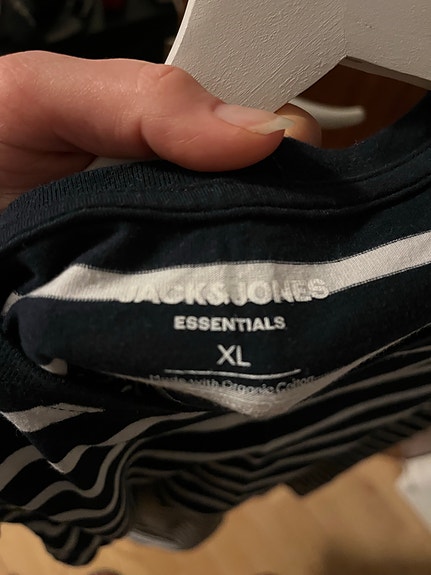 JACK&JONES
ESSENTIALS
XL
Made with Organic Cotton